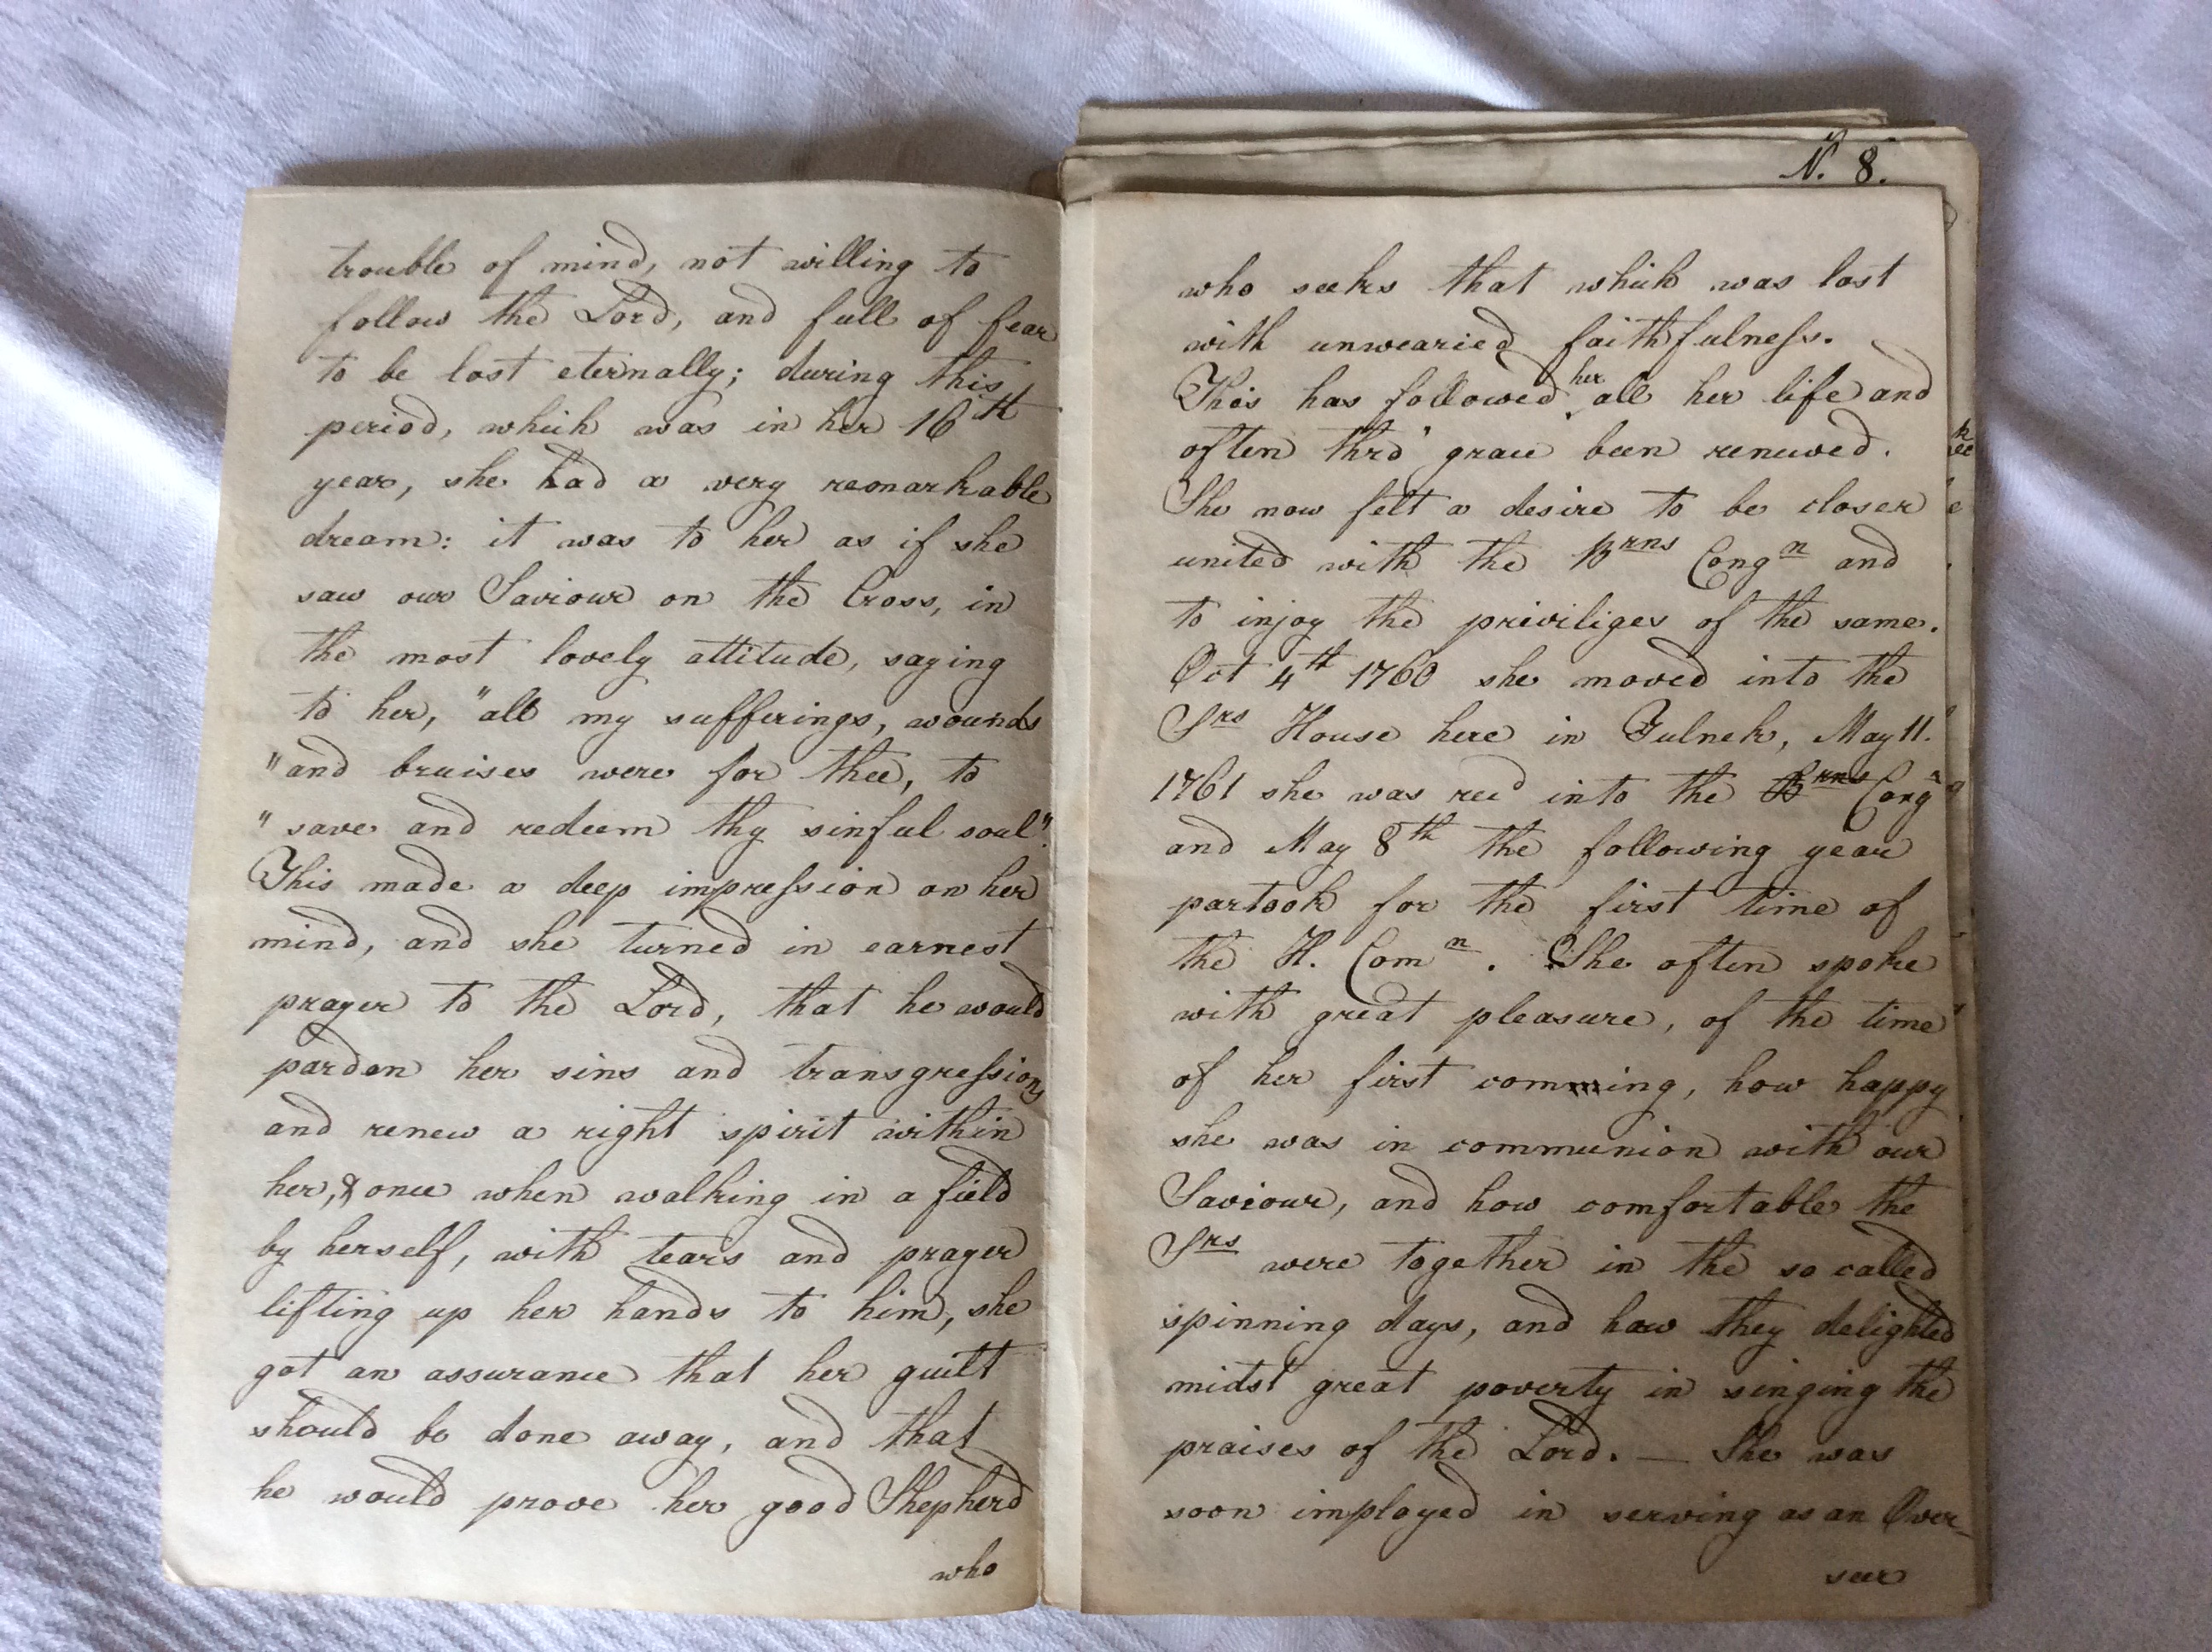 trouble of mind, not willing to
follow the Lord, and full of fear
to be lost eternally; during this
period, which was in her 16th
year, she had a very remarkable
dream: it was to her as if she
saw our Saviour on the Cross, in
the most lovely attitude, saying
to her, "all my sufferings, wounds
"and bruises were for thee, to
"save and redeem thy sinful soul".
This made a deep impreſsion on her
mind, and she turned in earnest
prayer to the Lord, that he would
pardon her sins and transgreſsions
and renew a right spirit within
her, & once when walking in a field
by herself, with tears and prayer
lifting up her hands to him, she
got an assurance that her guilt
should be done away, and that
he would prove her good Shepherd
who
N. 8.
who seeks that which was lost
with unwearied faithfulneſs.
This has followed her all her life and
often thro' grace been renewed.
She now felt a desire to be closer
united with the Brns Congn and
to injoy the priviliges of the same.
Oct 4th 1760 she moved into the
Srs House here in Fulnek, May 11.
1761 she was recd into the Brns Congn
and May 8th the following year
partook for the first time of
the H. Comn. She often spoke
with great pleasure, of the time
of her first comming, how happy
she was in communion with our
Saviour, and how comfortable the
Srs were together in the so called
spinning days, and how they delighted
midst great poverty in singing the
praises of the Lord. — She was
soon imployed in serving as an Over-
seer